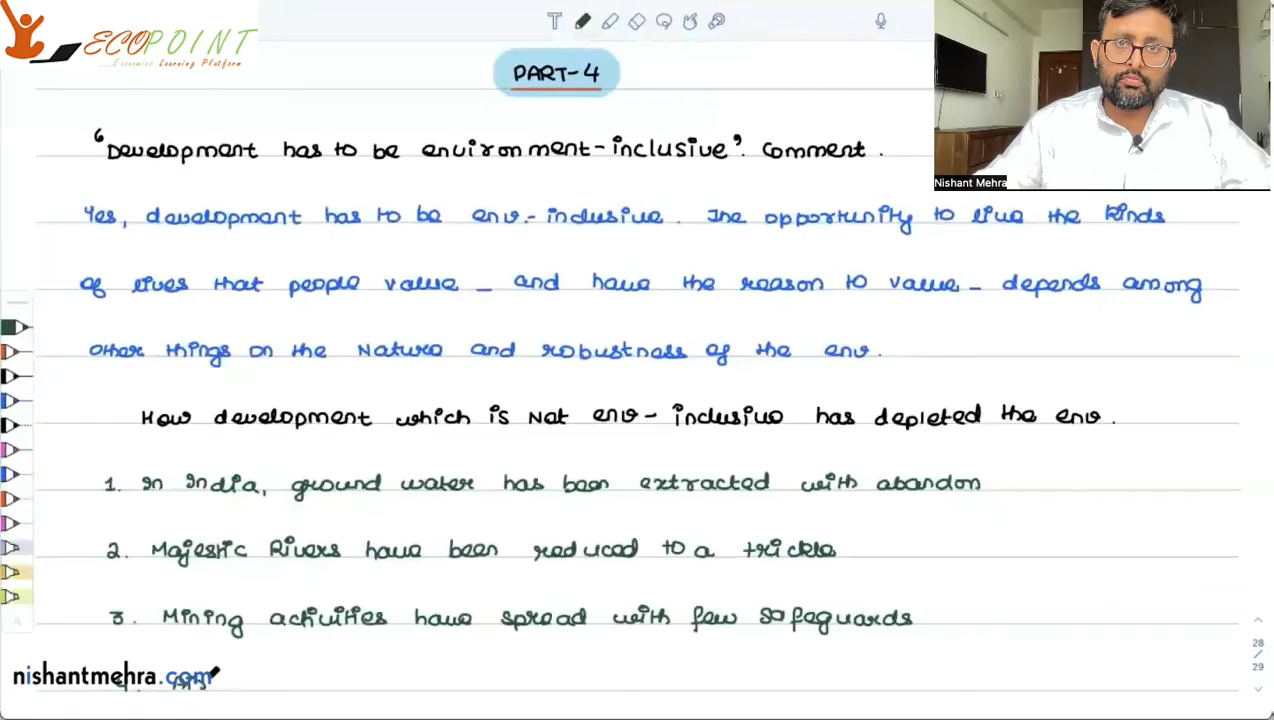 ECOPOINT
....Economics Learning Platform
PART-4
"Development has to be environment-inclusive". Comment.
Yes, development has to be env.-inclusive. The opportunity to live the kinds
of lives that people value - and have the reason to value - depends among
other things on the Nature and robustness of the env.
How development which is Not env-inclusive has depleted the env.
1. In India, ground water has been extracted with abandon
2. Majestic Rivers have been reduced to a trickle
3. Mining activities have spread with few safeguards
4.
nishantmehra.com
Nishant Mehra
28
/
29